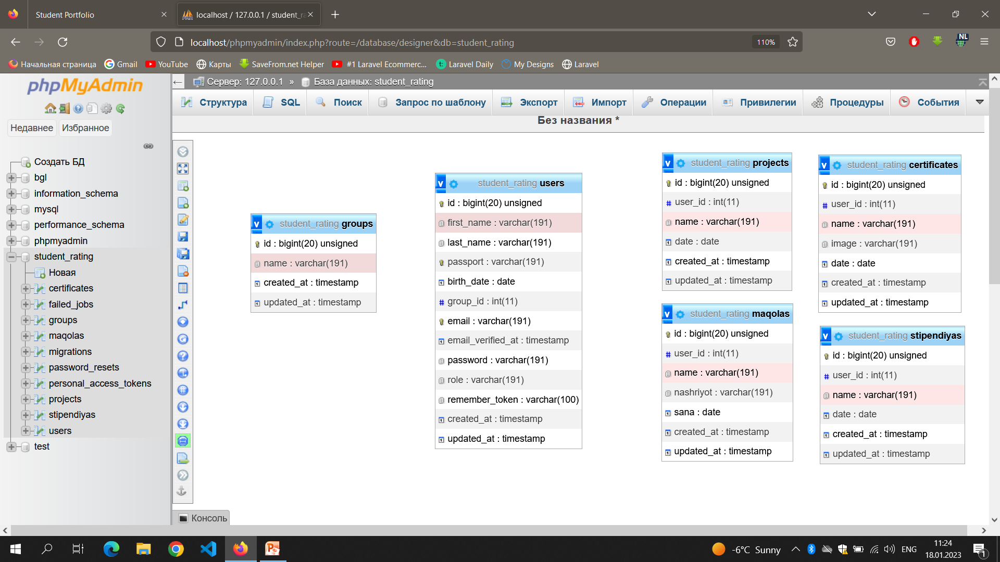 Student Portfolio
localhost / 127.0.0.1 / student_ra
localhost/phpmyadmin/index.php?route=/database/designer&db=student_rating
110%
NL
Начальная страница
Gmail
YouTube
Карты
SaveFrom.net Helper
#1 Laravel Ecommerc...
Laravel Daily
My Designs
Laravel
phpMyAdmin
Недавнее
Избранное
Создать БД
bgl
information_schema
mysql
performance_schema
phpmyadmin
student_rating
Новая
certificates
failed_jobs
groups
maqolas
migrations
password_resets
personal_access_tokens
projects
stipendiyas
users
test
Сервер: 127.0.0.1 » База данных: student_rating
Структура
SQL
Поиск
Запрос по шаблону
Экспорт
Импорт
Операции
Привилегии
Процедуры
События
Без названия *
v student_rating groups
id : bigint(20) unsigned
name : varchar(191)
created_at : timestamp
updated_at : timestamp
v student_rating users
id : bigint(20) unsigned
first_name : varchar(191)
last_name : varchar(191)
passport : varchar(191)
birth_date : date
group_id : int(11)
email : varchar(191)
email_verified_at : timestamp
password : varchar(191)
role : varchar(191)
remember_token : varchar(100)
created_at : timestamp
updated_at : timestamp
v student_rating projects
id : bigint(20) unsigned
user_id : int(11)
name : varchar(191)
date : date
created_at : timestamp
updated_at : timestamp
v student_rating maqolas
id : bigint(20) unsigned
user_id : int(11)
name : varchar(191)
nashriyot : varchar(191)
sana : date
created_at : timestamp
updated_at : timestamp
v student_rating certificates
id : bigint(20) unsigned
user_id : int(11)
name : varchar(191)
image : varchar(191)
date : date
created_at : timestamp
updated_at : timestamp
v student_rating stipendiyas
id : bigint(20) unsigned
user_id : int(11)
name : varchar(191)
date : date
created_at : timestamp
updated_at : timestamp
Консоль
-6°C Sunny
ENG
11:24
18.01.2023
1